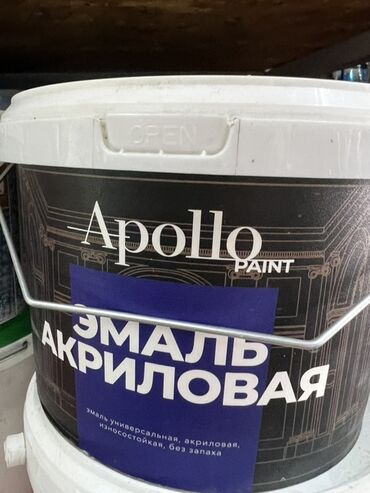 OPEN
Apollo
PAINT
ЭМАЛЬ
АКРИЛОВАЯ
эмаль универсальная, акриловая,
износостойкая, без запаха